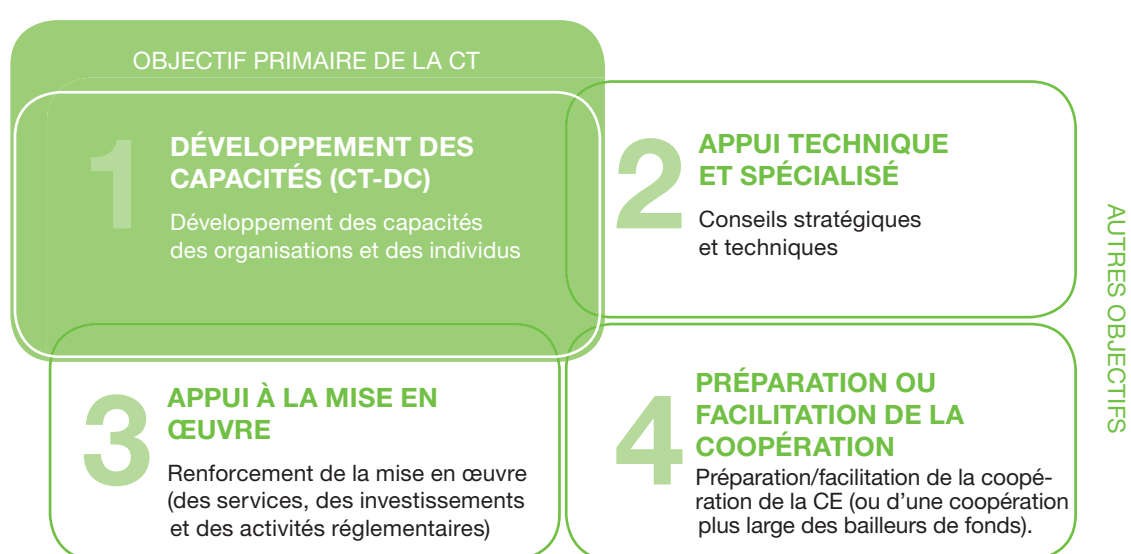 OBJECTIF PRIMAIRE DE LA CT
1
DÉVELOPPEMENT DES
CAPACITÉS (CT-DC)
Développement des capacités
des organisations et des individus
2
APPUI TECHNIQUE
ET SPÉCIALISÉ
Conseils stratégiques
et techniques
3
APPUI À LA MISE EN
ŒUVRE
Renforcement de la mise en œuvre
(des services, des investissements
et des activités réglementaires)
4
PRÉPARATION OU
FACILITATION DE LA
COOPÉRATION
Préparation/facilitation de la coopé-
ration de la CE (ou d'une coopération
plus large des bailleurs de fonds).
AUTRES OBJECTIFS